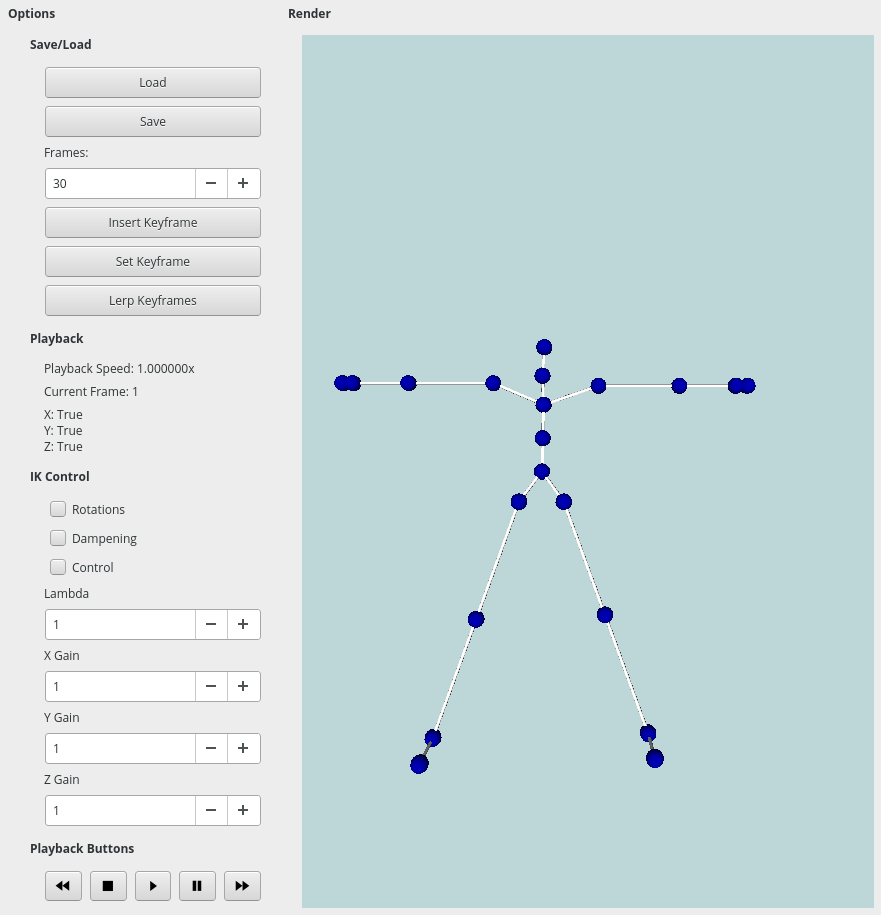 Options
Render
Save/Load
Load
Save
Frames:
30
Insert Keyframe
Set Keyframe
Lerp Keyframes
Playback
Playback Speed: 1.000000x
Current Frame: 1
X: True
Y: True
Z: True
IK Control
Rotations
Dampening
Control
Lambda
1
X Gain
1
Y Gain
1
Z Gain
1
Playback Buttons